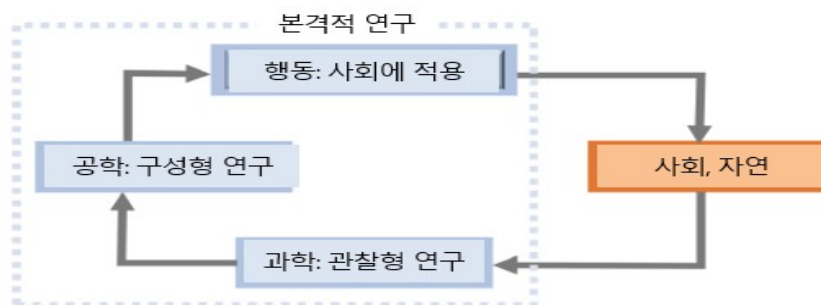 본격적 연구
행동: 사회에 적용
공학: 구성형 연구
사회, 자연
과학: 관찰형 연구